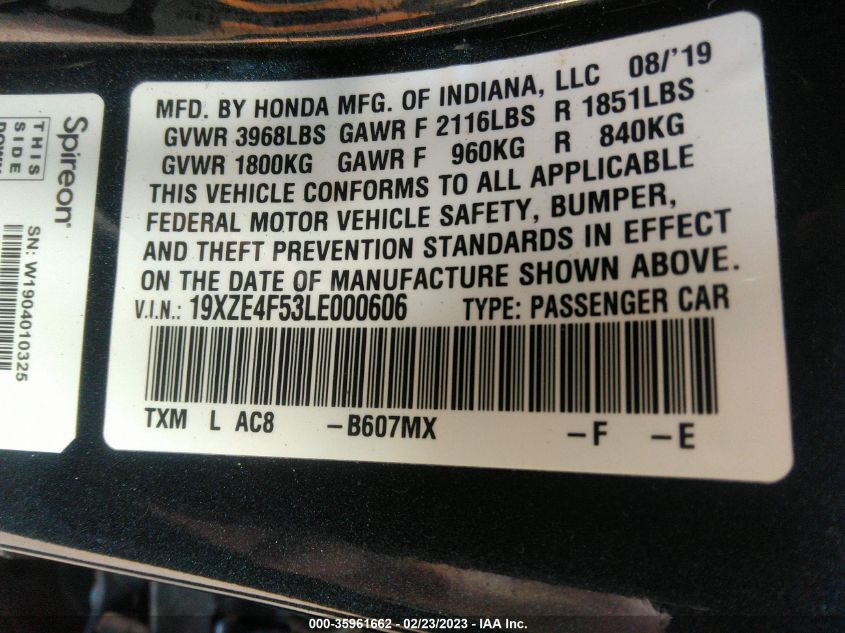 MFD. BY HONDA MFG. OF INDIANA, LLC 08/'19
GVWR 3968LBS GAWR F 2116LBS R 1851LBS
GVWR 1800KG GAWR F 960KG R 840KG
THIS VEHICLE CONFORMS TO ALL APPLICABLE
FEDERAL MOTOR VEHICLE SAFETY, BUMPER,
AND THEFT PREVENTION STANDARDS IN EFFECT
ON THE DATE OF MANUFACTURE SHOWN ABOVE.
V.I.N.: 19XZE4F53LE000606 TYPE: PASSENGER CAR
TXM L AC8 -B607MX -F -E
Spireon®
THIS
SIDE
DOWN
SN: W1904010325
000-35961662 - 02/23/2023 - IAA Inc.